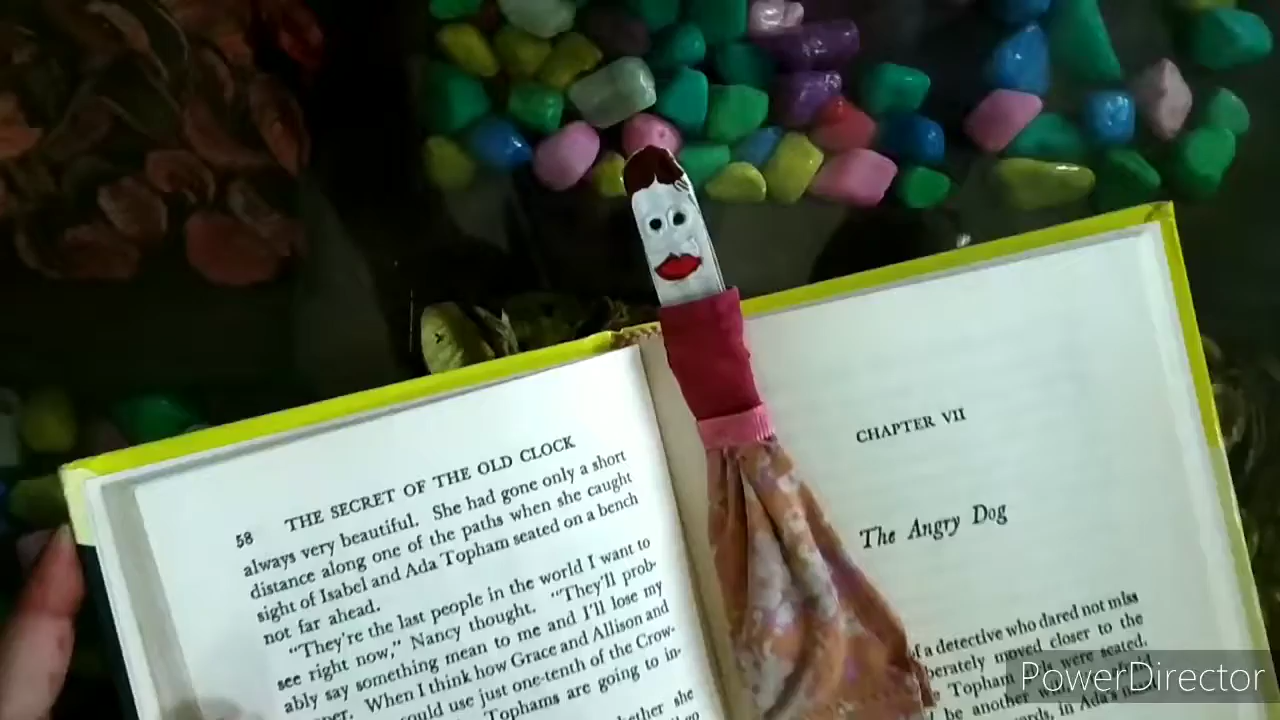 58 THE SECRET OF THE OLD CLOCK
always very beautiful. She had gone only a short
distance along one of the paths when she caught
sight of Isabel and Ada Topham seated on a bench
not far ahead.
"They're the last people in the world I want to
see right now," Nancy thought. "They'll prob-
ably say something mean to me and I'll lose my
When I think how Grace and Allison and
could use just one-tenth of the Crow-
Tophams are going to in-
she
CHAPTER VII
The Angry Dog
of a detective who dared not miss
moved closer to the
Topham were seated.
be another
in Ada's
PowerDirector